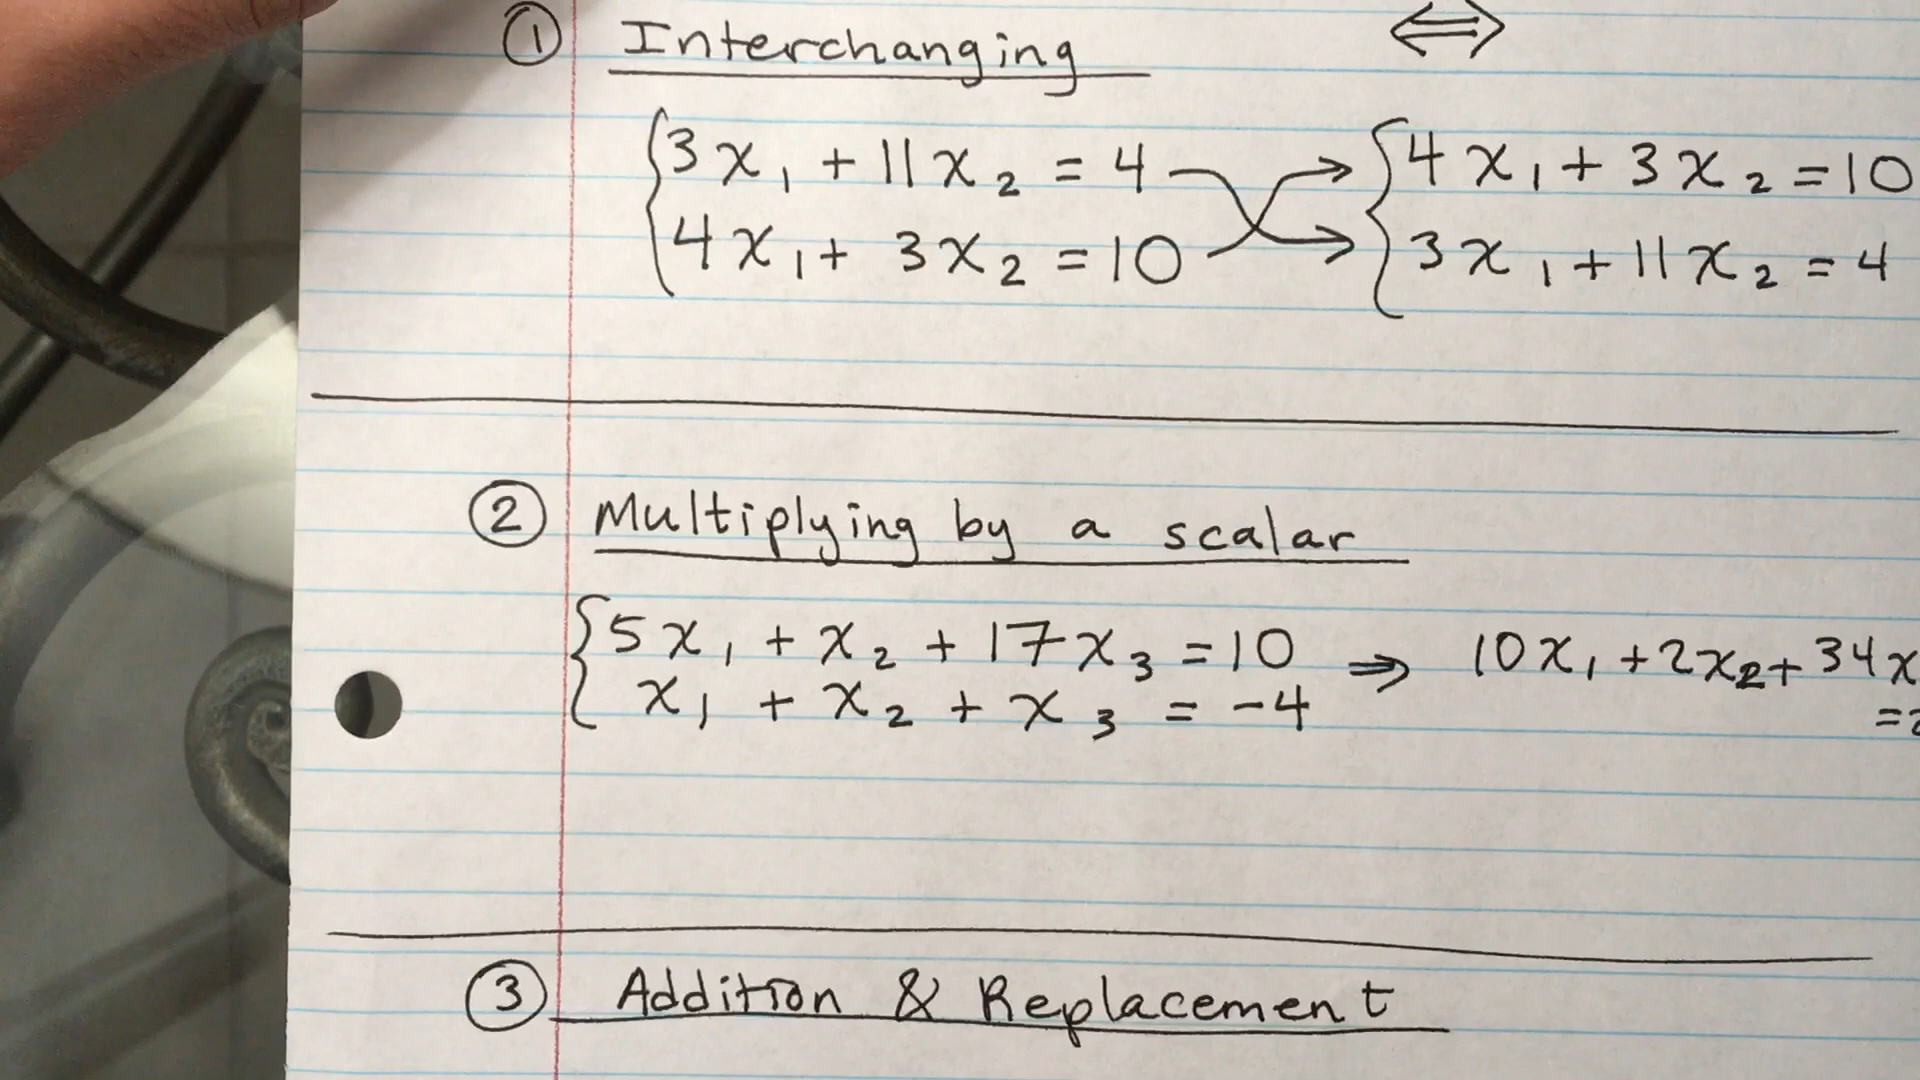 ① Interchanging ⟺
{3x₁ + 11x₂ = 4 {4x₁ + 3x₂ = 10
{4x₁ + 3x₂ = 10 {3x₁ + 11x₂ = 4
② Multiplying by a scalar
{5x₁ + x₂ + 17x₃ = 10 ⇒ 10x₁ + 2x₂ + 34x
{x₁ + x₂ + x₃ = -4 =
③ Addition & Replacement